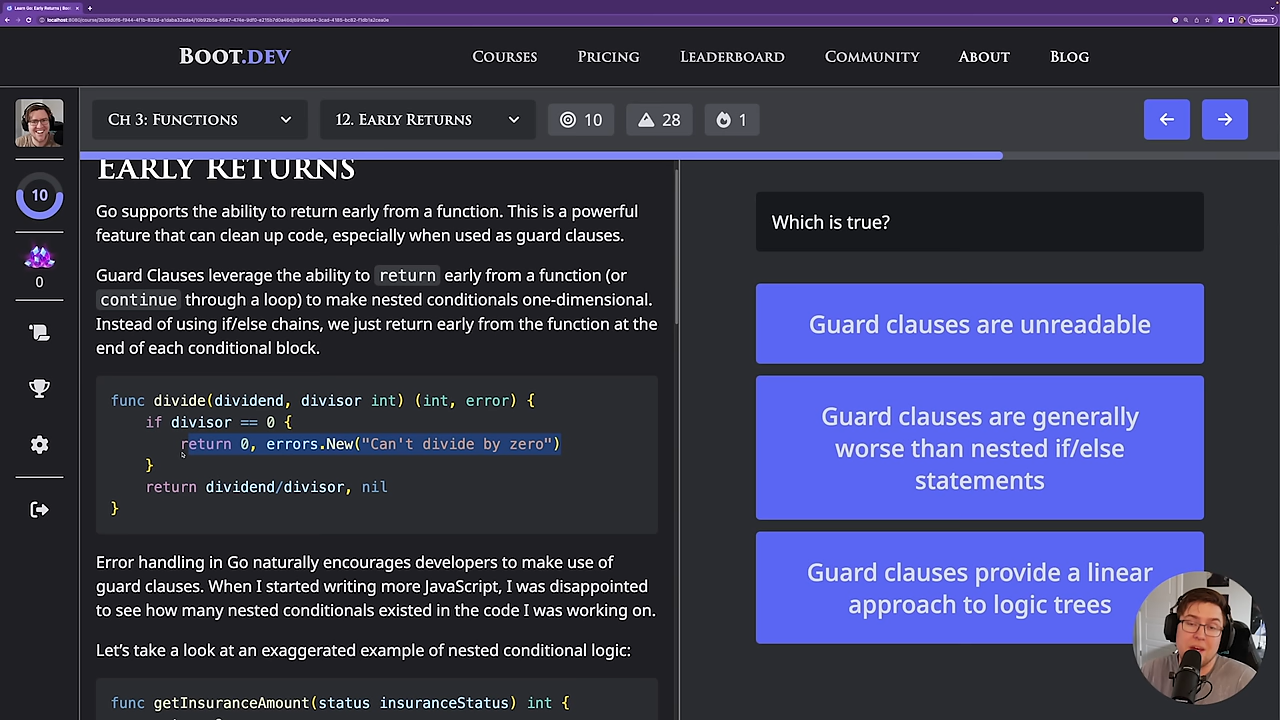 Learn Go: Early Returns | Boot
Update
BOOT.DEV
COURSES
PRICING
LEADERBOARD
COMMUNITY
ABOUT
BLOG
CH 3: FUNCTIONS
12. EARLY RETURNS
10
28
1
10
0
EARLY RETURNS
Go supports the ability to return early from a function. This is a powerful
feature that can clean up code, especially when used as guard clauses.
Guard Clauses leverage the ability to return early from a function (or
continue through a loop) to make nested conditionals one-dimensional.
Instead of using if/else chains, we just return early from the function at the
end of each conditional block.
func divide(dividend, divisor int) (int, error) {
if divisor == 0 {
return 0, errors.New("Can't divide by zero")
}
return dividend/divisor, nil
}
Error handling in Go naturally encourages developers to make use of
guard clauses. When I started writing more JavaScript, I was disappointed
to see how many nested conditionals existed in the code I was working on.
Let's take a look at an exaggerated example of nested conditional logic:
func getInsuranceAmount(status insuranceStatus) int {
Which is true?
Guard clauses are unreadable
Guard clauses are generally
worse than nested if/else
statements
Guard clauses provide a linear
approach to logic trees